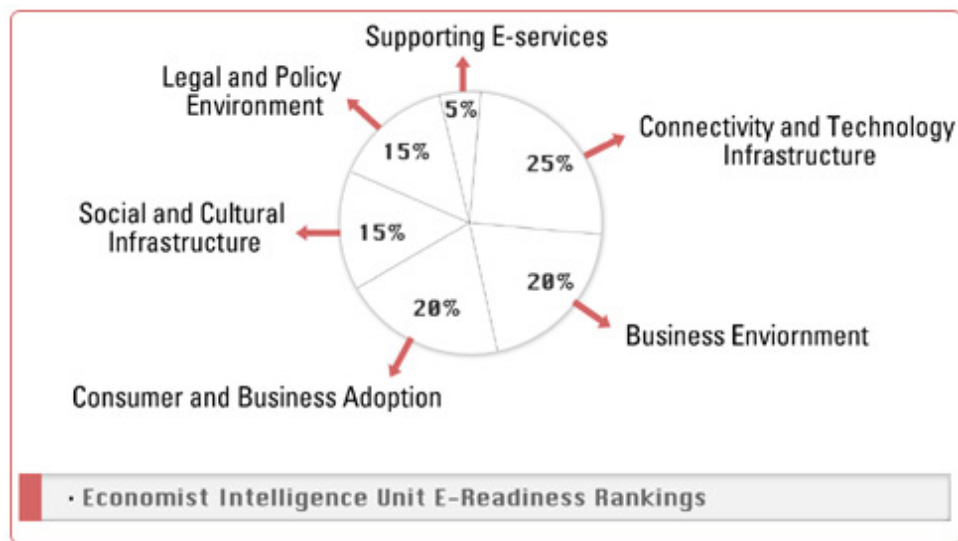 Supporting E-services
5%
Legal and Policy
Environment
15%
Connectivity and Technology
Infrastructure
25%
Social and Cultural
Infrastructure
15%
20%
Business Enviornment
20%
Consumer and Business Adoption
· Economist Intelligence Unit E-Readiness Rankings